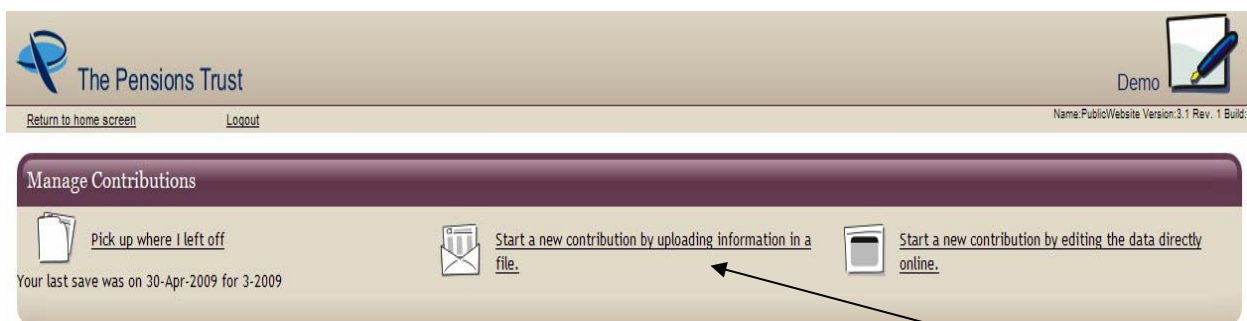 The Pensions Trust
Demo
Return to home screen Logout
Name:PublicWebsite Version:3.1 Rev. 1 Build:
Manage Contributions
Pick up where I left off
Your last save was on 30-Apr-2009 for 3-2009
Start a new contribution by uploading information in a
file.
Start a new contribution by editing the data directly
online.